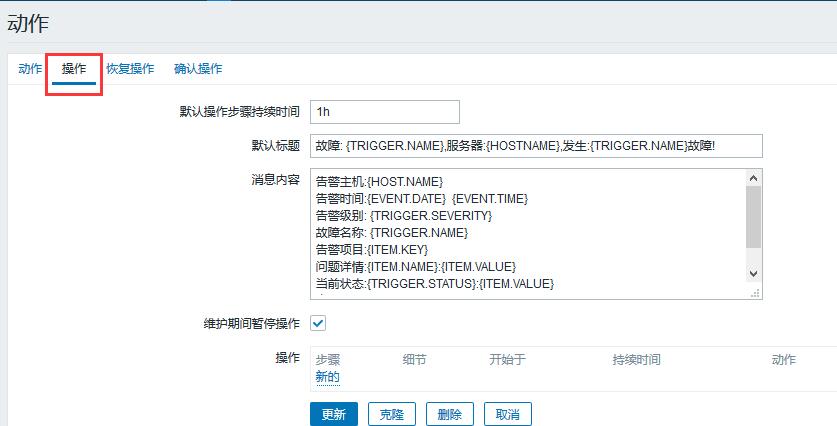 动作
动作 操作 恢复操作 确认操作
默认操作步骤持续时间 1h
默认标题 故障: {TRIGGER.NAME},服务器:{HOSTNAME},发生:{TRIGGER.NAME}故障!
消息内容 告警主机:{HOST.NAME}
告警时间:{EVENT.DATE} {EVENT.TIME}
告警级别: {TRIGGER.SEVERITY}
故障名称: {TRIGGER.NAME}
告警项目:{ITEM.KEY}
问题详情:{ITEM.NAME}:{ITEM.VALUE}
当前状态:{TRIGGER.STATUS}:{ITEM.VALUE}
维护期间暂停操作
操作 步骤 细节 开始于 持续时间 动作
新的
更新 克隆 删除 取消